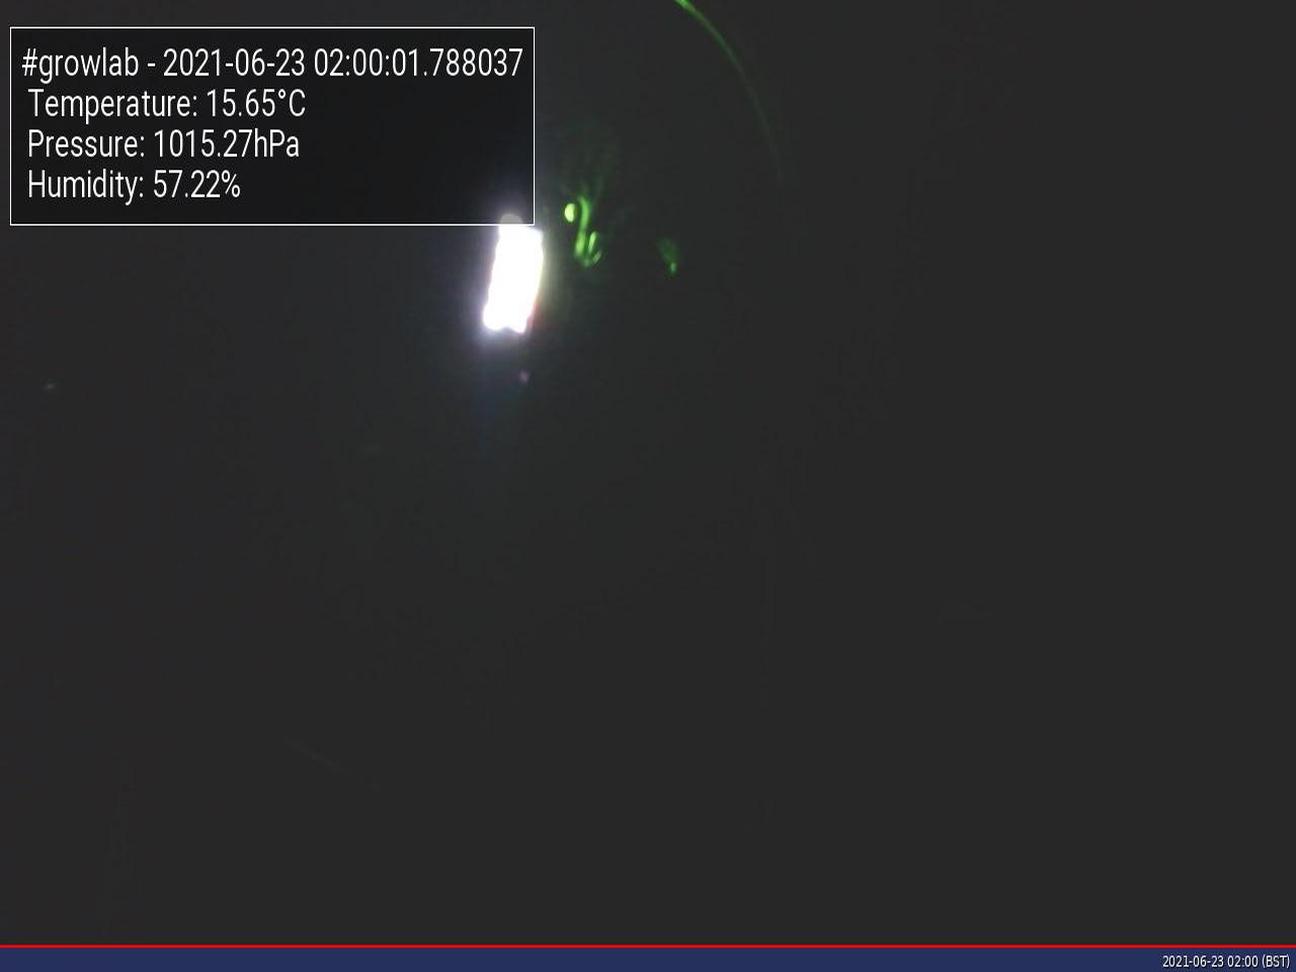 #growlab - 2021-06-23 02:00:01.788037
Temperature: 15.65°C
Pressure: 1015.27hPa
Humidity: 57.22%
2021-06-23 02:00 (BST)